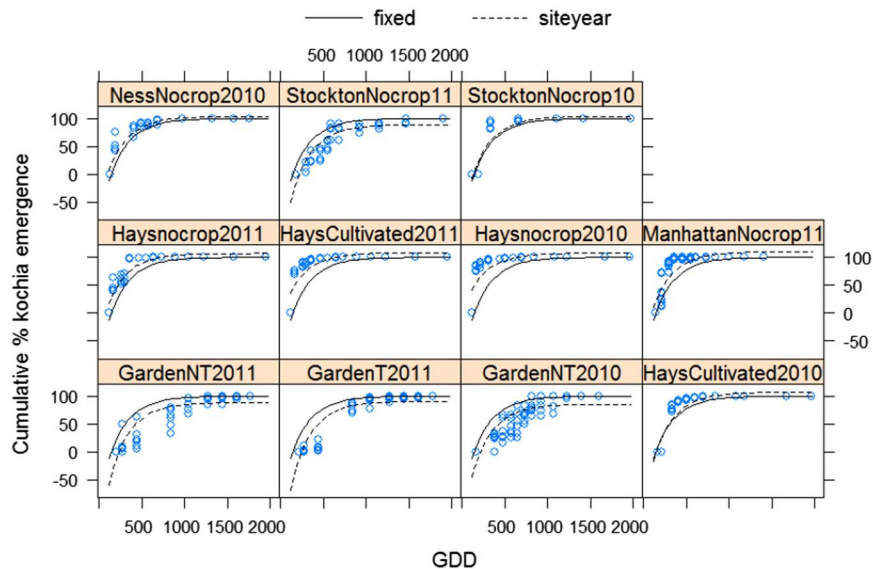 fixed siteyear
500 1000 1500 2000
NessNocrop2010 StocktonNocrop11 StocktonNocrop10
100
50
0
-50
Haysnocrop2011 HaysCultivated2011 Haysnocrop2010 ManhattanNocrop11
100
50
0
-50
GardenNT2011 GardenT2011 GardenNT2010 HaysCultivated2010
100
50
0
-50
500 1000 1500 2000 500 1000 1500 2000
GDD
Cumulative % kochia emergence